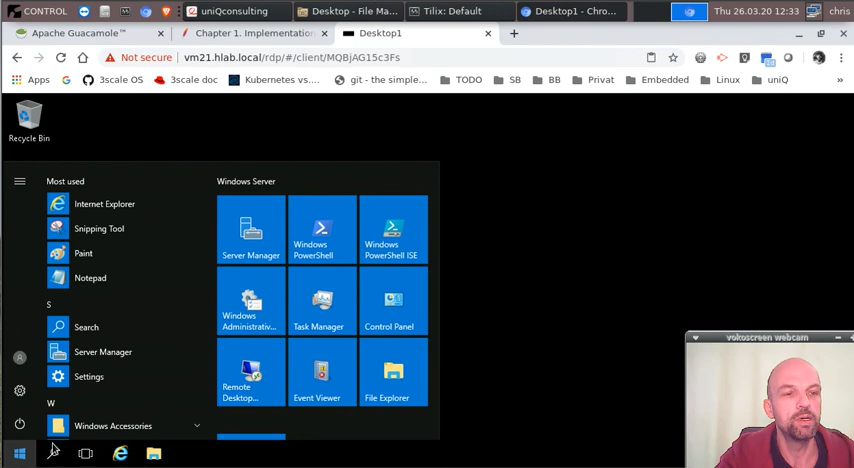 CONTROL
uniQconsulting
Desktop - File Ma...
Tilix: Default
Desktop1 - Chro...
Thu 26.03.20 12:33
chris
Apache Guacamole™
Chapter 1. Implementation
Desktop1
Not secure
vm21.hlab.local/rdp/#/client/MQBjAG15c3Fs
Apps
3scale OS
3scale doc
Kubernetes vs....
git - the simple...
TODO
SB
BB
Privat
Embedded
Linux
uniQ
»
Recycle Bin
Most used
Internet Explorer
Snipping Tool
Paint
Notepad
S
Search
Server Manager
Settings
W
Windows Accessories
Windows Server
Server Manager
Windows
PowerShell
Windows
PowerShell ISE
Windows
Administrativ...
Task Manager
Control Panel
Remote
Desktop...
Event Viewer
File Explorer
vokoscreen webcam